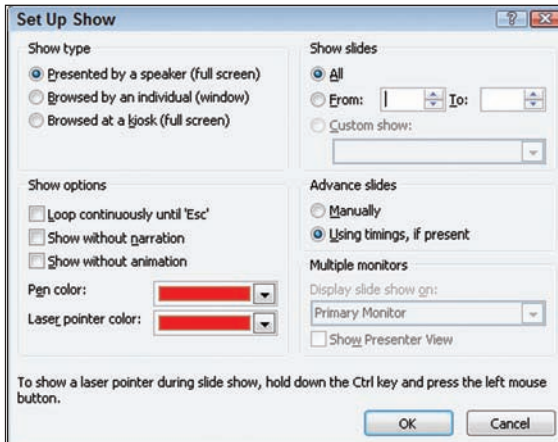 Set Up Show
Show type
Presented by a speaker (full screen)
Browsed by an individual (window)
Browsed at a kiosk (full screen)
Show slides
All
From: To:
Custom show:
Show options
Loop continuously until 'Esc'
Show without narration
Show without animation
Pen color:
Laser pointer color:
Advance slides
Manually
Using timings, if present
Multiple monitors
Display slide show on:
Primary Monitor
Show Presenter View
To show a laser pointer during slide show, hold down the Ctrl key and press the left mouse
button.
OK Cancel